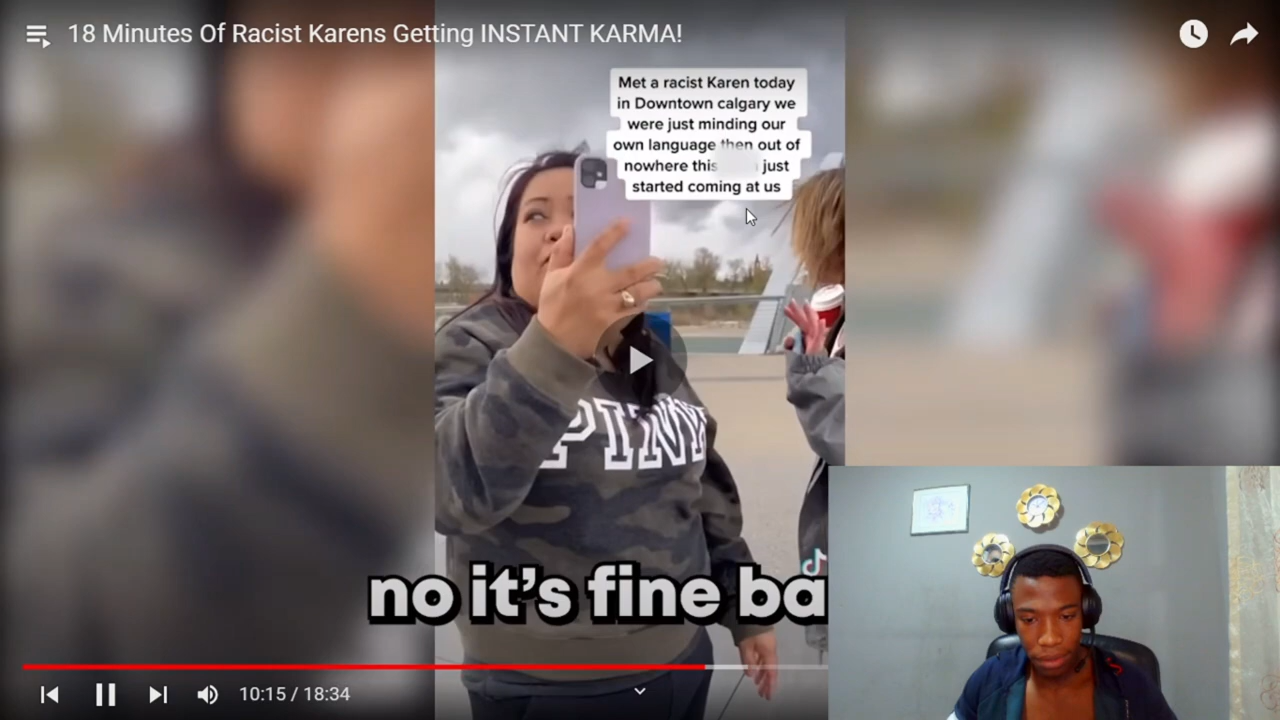 18 Minutes Of Racist Karens Getting INSTANT KARMA!
Met a racist Karen today
in Downtown calgary we
were just minding our
own language then out of
nowhere this just
started coming at us
PINK
no it's fine ba
10:15 / 18:34